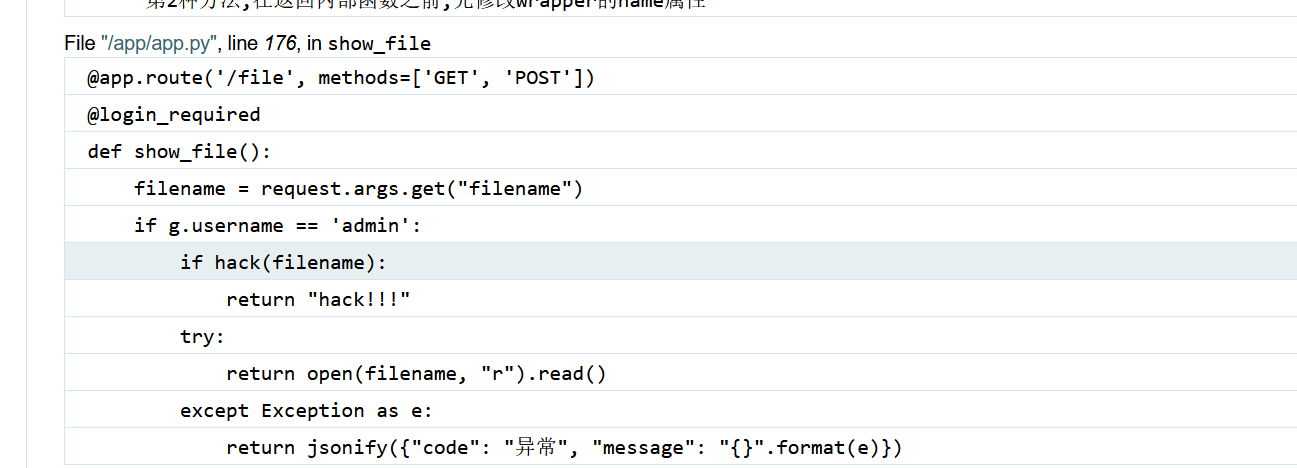 第2种方法,在返回内部函数之前,先修改wrapper的name属性
File "/app/app.py", line 176, in show_file
@app.route('/file', methods=['GET', 'POST'])
@login_required
def show_file():
    filename = request.args.get("filename")
    if g.username == 'admin':
        if hack(filename):
            return "hack!!!"
        try:
            return open(filename, "r").read()
        except Exception as e:
            return jsonify({"code": "异常", "message": "{}".format(e)})